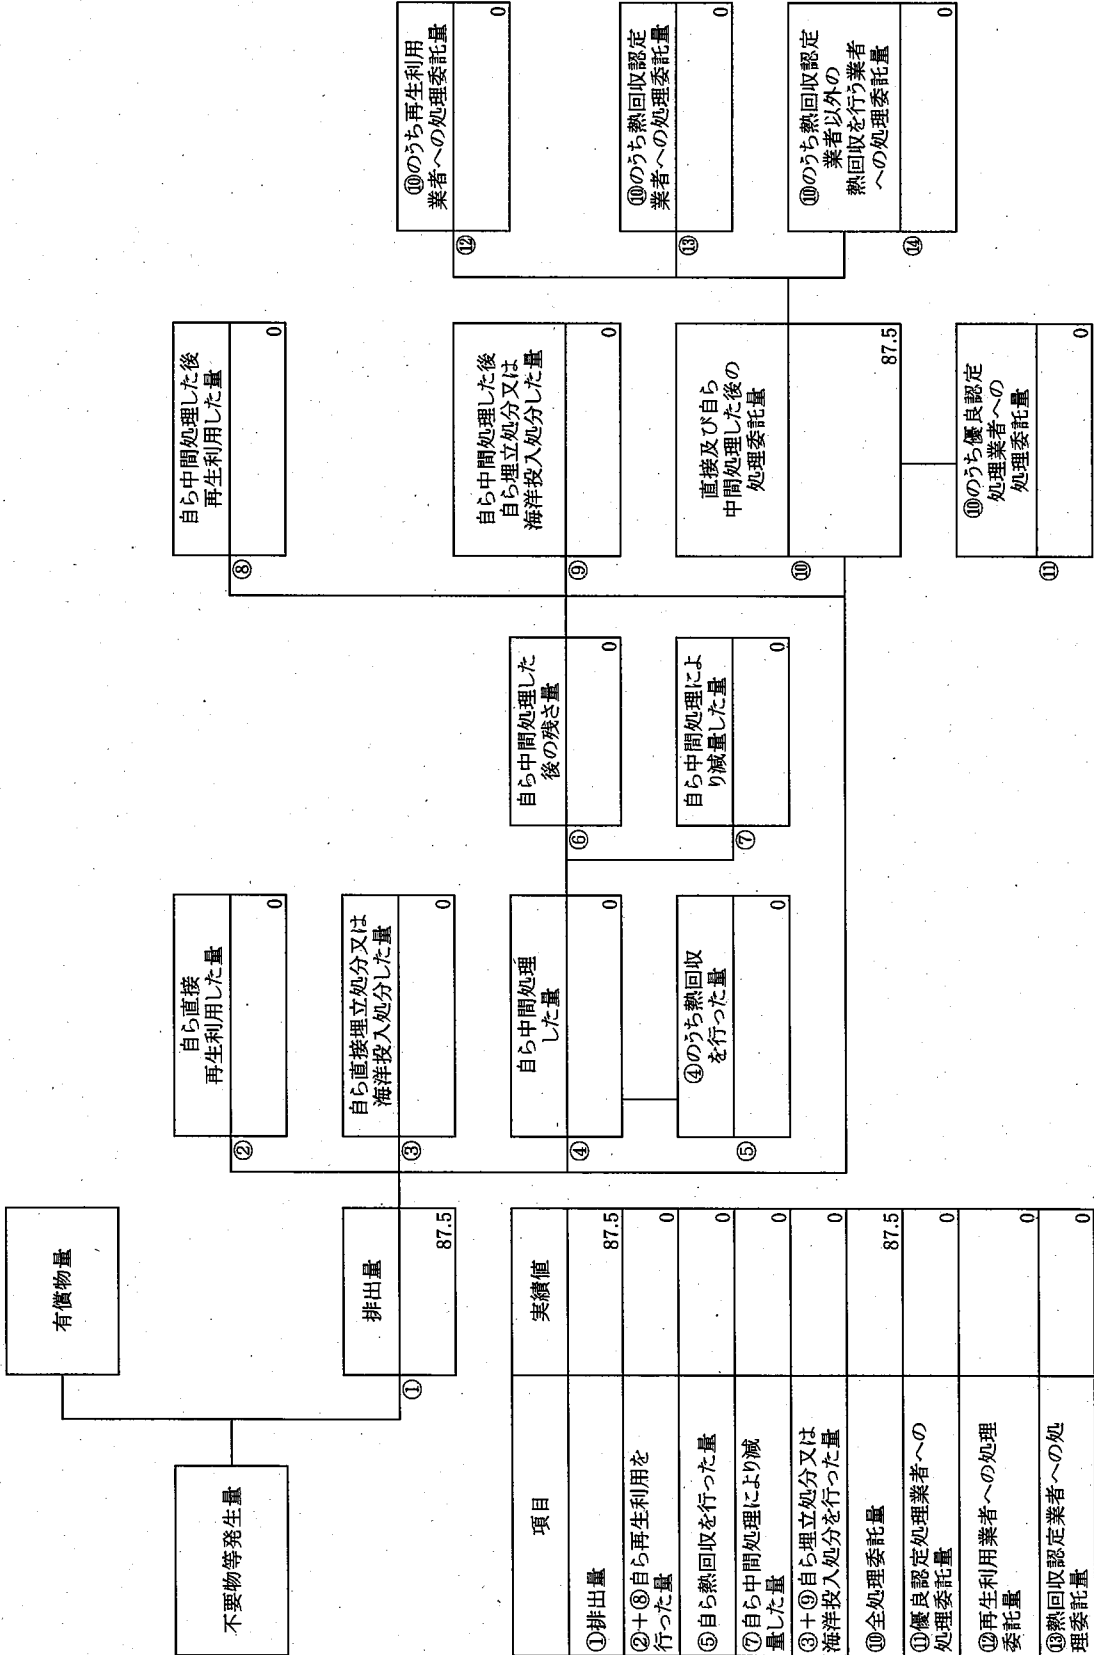 不要物等発生量
有償物量
①
排出量
87.5
②
自ら直接
再生利用した量
0
③
自ら直接埋立処分又は
海洋投入処分した量
0
④
自ら中間処理
した量
0
⑤
④のうち熱回収
を行った量
0
⑥
自ら中間処理した
後の残さ量
0
⑦
自ら中間処理によ
り減量した量
0
⑧
自ら中間処理した後
再生利用した量
0
⑨
自ら中間処理した後
自ら埋立処分又は
海洋投入処分した量
0
⑩
直接及び自ら
中間処理した後の
処理委託量
87.5
⑪
⑩のうち優良認定
処理業者への
処理委託量
0
⑫
⑩のうち再生利用
業者への処理委託量
0
⑬
⑩のうち熱回収認定
業者への処理委託量
0
⑭
⑩のうち熱回収認定
業者以外の
熱回収を行う業者
への処理委託量
0
項目
実績値
①排出量
87.5
②+⑧自ら再生利用を
行った量
0
⑤自ら熱回収を行った量
0
⑦自ら中間処理により減
量した量
0
③+⑨自ら埋立処分又は
海洋投入処分を行った量
0
⑩全処理委託量
87.5
⑪優良認定処理業者への
処理委託量
0
⑫再生利用業者への処理
委託量
0
⑬熱回収認定業者への処
理委託量
0